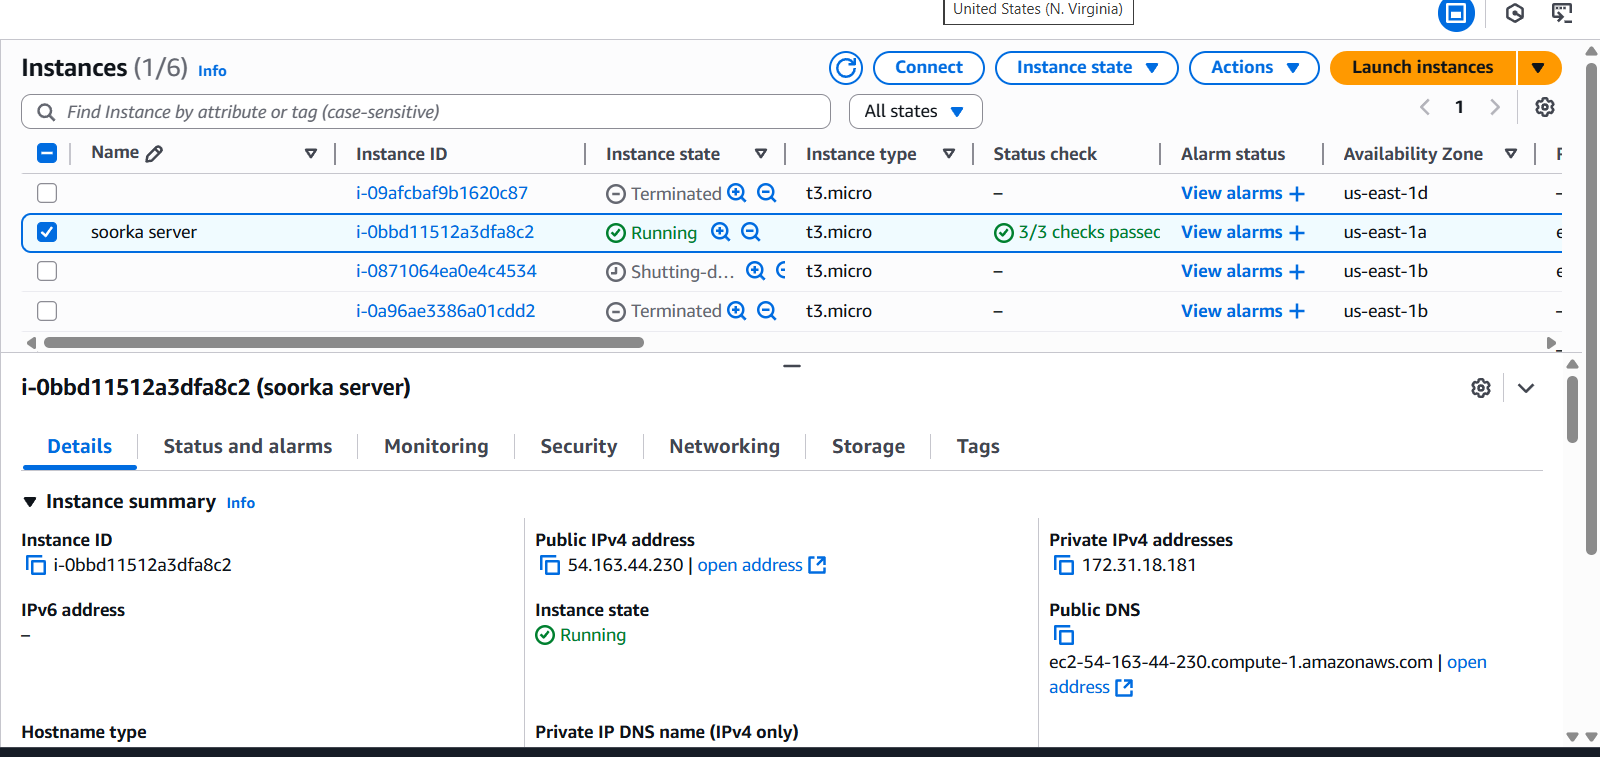 United States (N. Virginia)
Instances (1/6) Info
Connect
Instance state
Actions
Launch instances
Find Instance by attribute or tag (case-sensitive)
All states
1
Name Instance ID Instance state Instance type Status check Alarm status Availability Zone
i-09afcbaf9b1620c87 Terminated t3.micro – View alarms + us-east-1d –
soorka server i-0bbd11512a3dfa8c2 Running t3.micro 3/3 checks passec View alarms + us-east-1a
i-0871064ea0e4c4534 Shutting-d... t3.micro – View alarms + us-east-1b
i-0a96ae3386a01cdd2 Terminated t3.micro – View alarms + us-east-1b –
i-0bbd11512a3dfa8c2 (soorka server)
Details Status and alarms Monitoring Security Networking Storage Tags
Instance summary Info
Instance ID
i-0bbd11512a3dfa8c2
Public IPv4 address
54.163.44.230 | open address
Private IPv4 addresses
172.31.18.181
IPv6 address
–
Instance state
Running
Public DNS
ec2-54-163-44-230.compute-1.amazonaws.com | open
address
Hostname type
Private IP DNS name (IPv4 only)